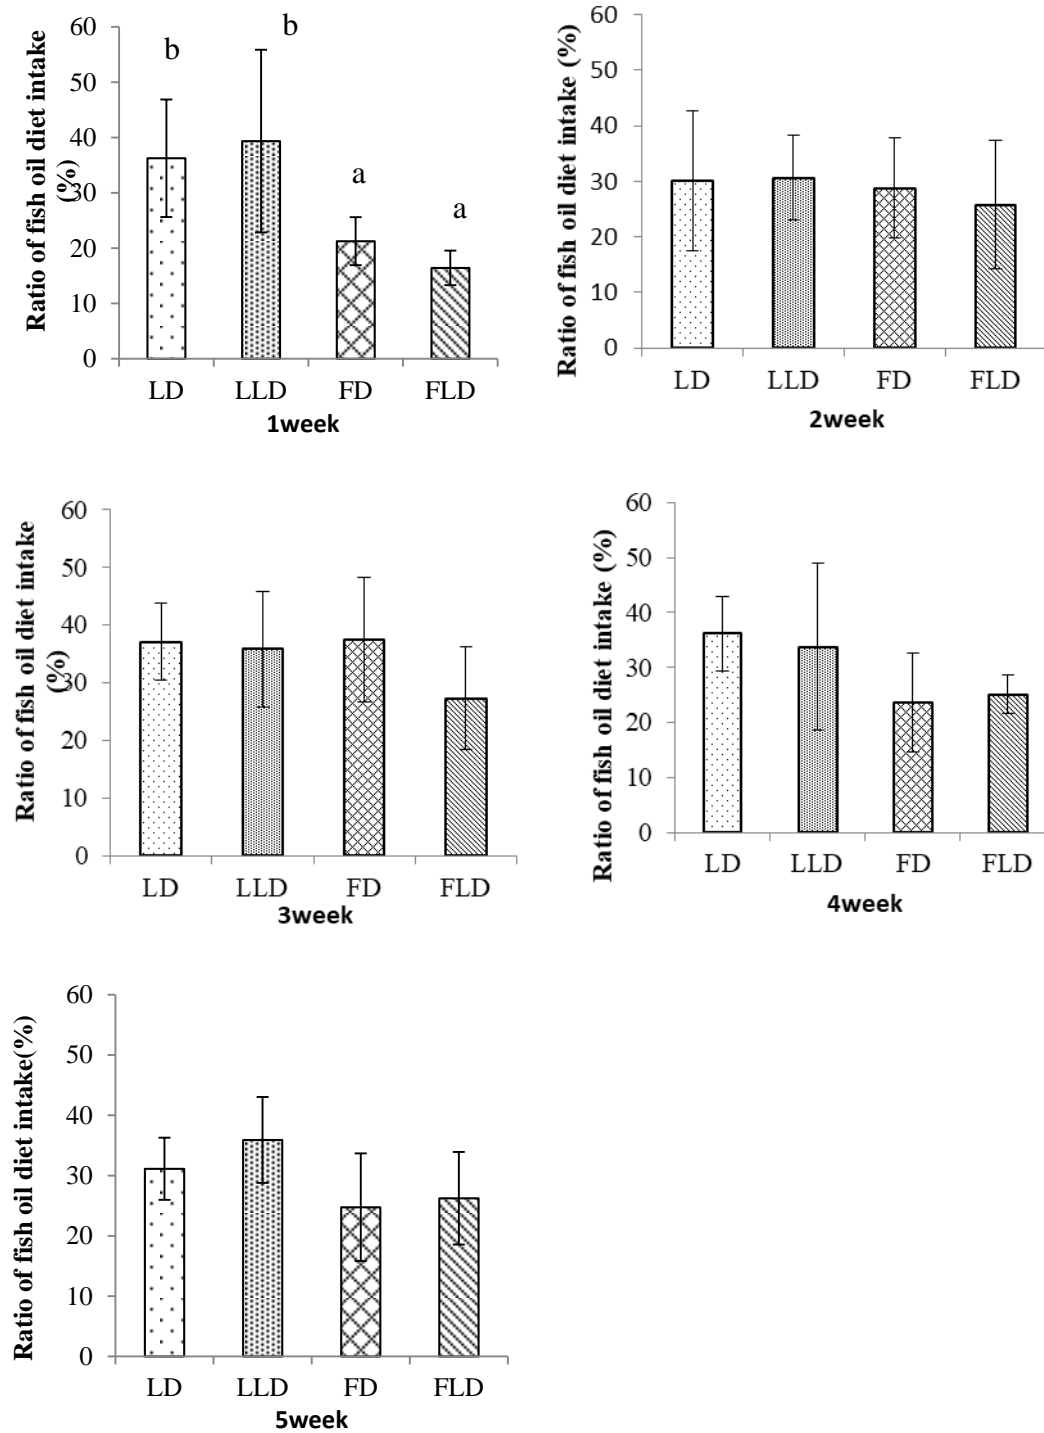 Ratio of fish oil diet intake
(%)
60
50
40
30
20
10
0
b
b
a
a
LD LLD FD FLD
1week
Ratio of fish oil diet intake (%)
60
50
40
30
20
10
0
LD LLD FD FLD
2week
Ratio of fish oil diet intake
(%)
60
50
40
30
20
10
0
LD LLD FD FLD
3week
Ratio of fish oil diet intake (%)
60
50
40
30
20
10
0
LD LLD FD FLD
4week
Ratio of fish oil diet intake(%)
60
50
40
30
20
10
0
LD LLD FD FLD
5week